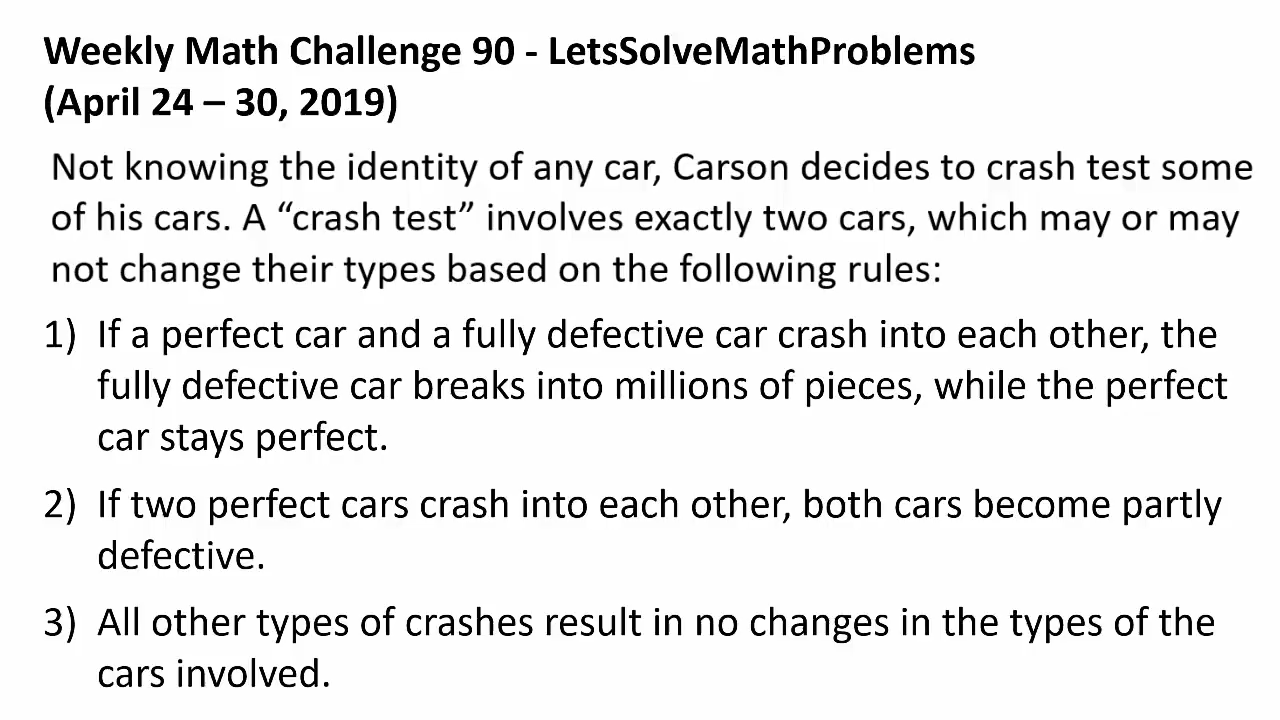 Weekly Math Challenge 90 - LetsSolveMathProblems
(April 24 – 30, 2019)
Not knowing the identity of any car, Carson decides to crash test some
of his cars. A “crash test” involves exactly two cars, which may or may
not change their types based on the following rules:
1) If a perfect car and a fully defective car crash into each other, the
fully defective car breaks into millions of pieces, while the perfect
car stays perfect.
2) If two perfect cars crash into each other, both cars become partly
defective.
3) All other types of crashes result in no changes in the types of the
cars involved.